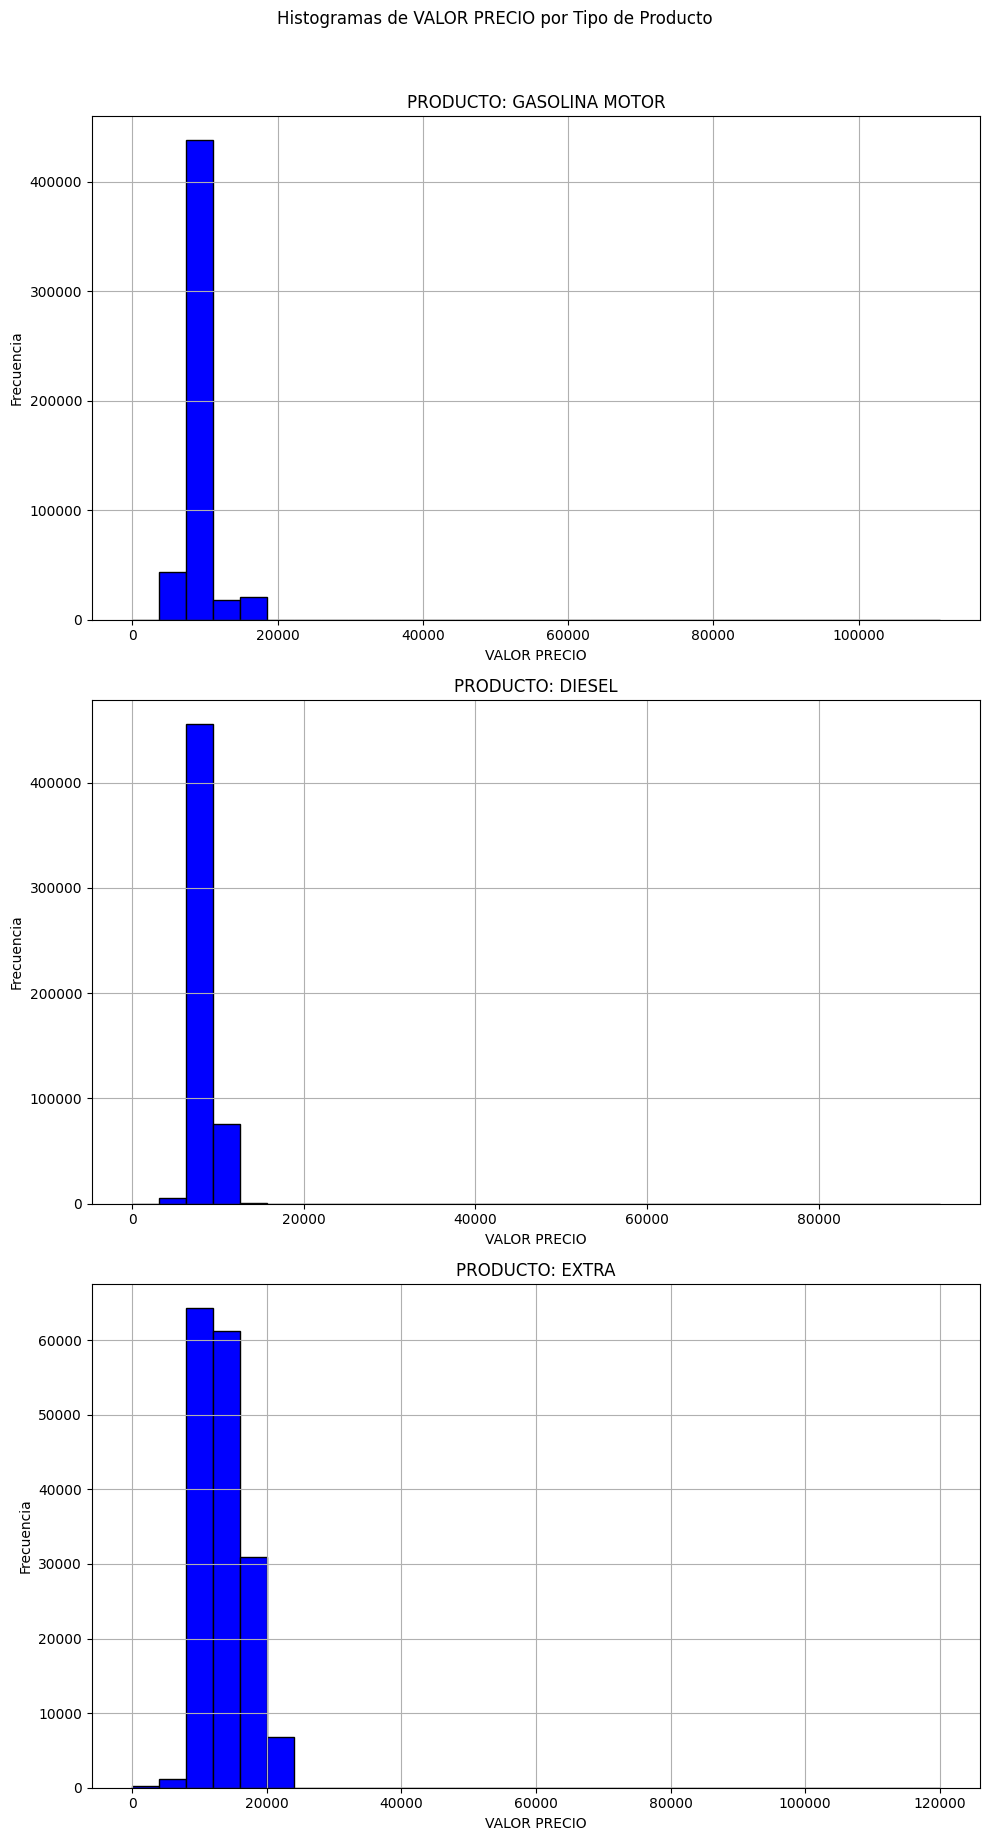 Histogramas de VALOR PRECIO por Tipo de Producto
PRODUCTO: GASOLINA MOTOR
400000
300000
200000
100000
0
Frecuencia
0 20000 40000 60000 80000 100000
VALOR PRECIO
PRODUCTO: DIESEL
400000
300000
200000
100000
0
Frecuencia
0 20000 40000 60000 80000
VALOR PRECIO
PRODUCTO: EXTRA
60000
50000
40000
30000
20000
10000
0
Frecuencia
0 20000 40000 60000 80000 100000 120000
VALOR PRECIO